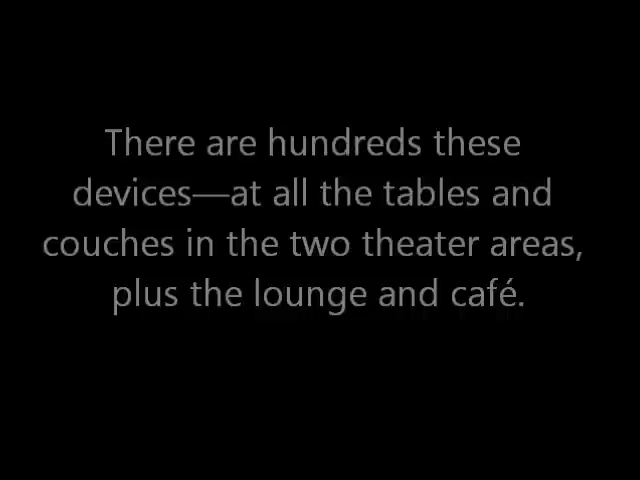 There are hundreds these
devices—at all the tables and
couches in the two theater areas,
plus the lounge and café.